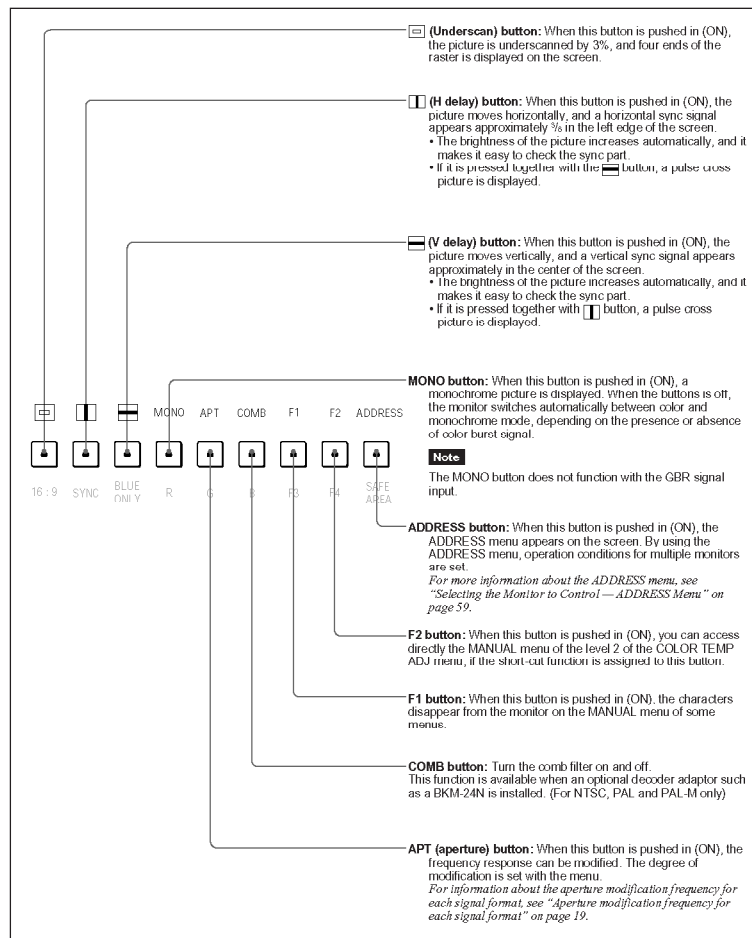 (Underscan) button: When this button is pushed in (ON),
the picture is underscanned by 3%, and four ends of the
raster is displayed on the screen.
(H delay) button: When this button is pushed in (ON), the
picture moves horizontally, and a horizontal sync signal
appears approximately 3/8 in the left edge of the screen.
• The brightness of the picture increases automatically, and it
makes it easy to check the sync part.
• If it is pressed together with the button, a pulse cross
picture is displayed.
(V delay) button: When this button is pushed in (ON), the
picture moves vertically, and a vertical sync signal appears
approximately in the center of the screen.
• The brightness of the picture increases automatically, and it
makes it easy to check the sync part.
• If it is pressed together with button, a pulse cross
picture is displayed.
MONO button: When this button is pushed in (ON), a
monochrome picture is displayed. When the buttons is off,
the monitor switches automatically between color and
monochrome mode, depending on the presence or absence
of color burst signal.
Note
The MONO button does not function with the GBR signal
input.
MONO APT COMB F1 F2 ADDRESS
16 : 9 SYNC BLUE ONLY R G B F3 F4 SAFE AREA
ADDRESS button: When this button is pushed in (ON), the
ADDRESS menu appears on the screen. By using the
ADDRESS menu, operation conditions for multiple monitors
are set.
For more information about the ADDRESS menu, see
“Selecting the Monitor to Control — ADDRESS Menu” on
page 59.
F2 button: When this button is pushed in (ON), you can access
directly the MANUAL menu of the level 2 of the COLOR TEMP
ADJ menu, if the short-cut function is assigned to this button.
F1 button: When this button is pushed in (ON), the characters
disappear from the monitor on the MANUAL menu of some
menus.
COMB button: Turn the comb filter on and off.
This function is available when an optional decoder adaptor such
as a BKM-24N is installed. (For NTSC, PAL and PAL-M only)
APT (aperture) button: When this button is pushed in (ON), the
frequency response can be modified. The degree of
modification is set with the menu.
For information about the aperture modification frequency for
each signal format, see “Aperture modification frequency for
each signal format” on page 19.